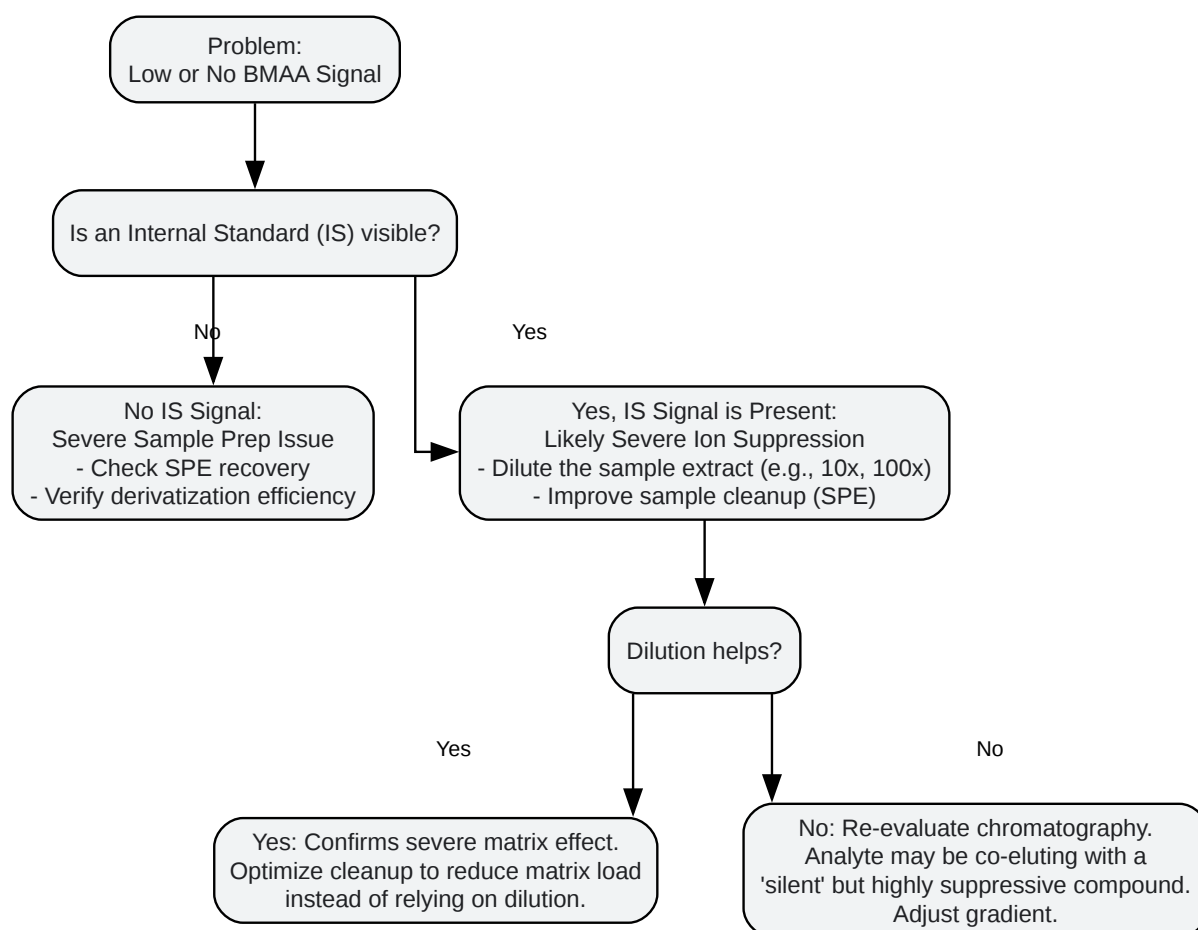 Problem:
Low or No BMAA Signal
Is an Internal Standard (IS) visible?
No
Yes
No IS Signal:
Severe Sample Prep Issue
- Check SPE recovery
- Verify derivatization efficiency
Yes, IS Signal is Present:
Likely Severe Ion Suppression
- Dilute the sample extract (e.g., 10x, 100x)
- Improve sample cleanup (SPE)
Dilution helps?
Yes
No
Yes: Confirms severe matrix effect.
Optimize cleanup to reduce matrix load
instead of relying on dilution.
No: Re-evaluate chromatography.
Analyte may be co-eluting with a
'silent' but highly suppressive compound.
Adjust gradient.